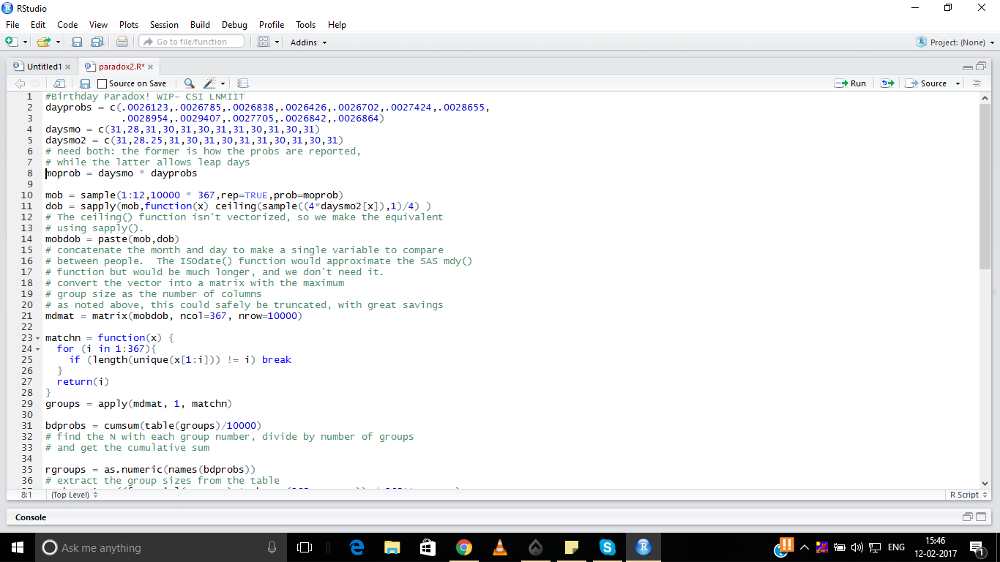 RStudio
File Edit Code View Plots Session Build Debug Profile Tools Help
Go to file/function Addins Project: (None)
Untitled1 paradox2.R*
Source on Save Run Source
1 #Birthday Paradox! WIP- CSI LNMIIT
2 dayprobs = c(.0026123,.0026785,.0026838,.0026426,.0026702,.0027424,.0028655,
3 .0028954,.0029407,.0027705,.0026842,.0026864)
4 daysmo = c(31,28,31,30,31,30,31,31,30,31,30,31)
5 daysmo2 = c(31,28.25,31,30,31,30,31,31,30,31,30,31)
6 # need both: the former is how the probs are reported,
7 # while the latter allows leap days
8 moprob = daysmo * dayprobs
9
10 mob = sample(1:12,10000 * 367,rep=TRUE,prob=moprob)
11 dob = sapply(mob,function(x) ceiling(sample((4*daysmo2[x]),1)/4) )
12 # The ceiling() function isn't vectorized, so we make the equivalent
13 # using sapply().
14 mobdob = paste(mob,dob)
15 # concatenate the month and day to make a single variable to compare
16 # between people.  The ISOdate() function would approximate the SAS mdy()
17 # function but would be much longer, and we don't need it.
18 # convert the vector into a matrix with the maximum
19 # group size as the number of columns
20 # as noted above, this could safely be truncated, with great savings
21 mdmat = matrix(mobdob, ncol=367, nrow=10000)
22
23 matchn = function(x) {
24 for (i in 1:367){
25 if (length(unique(x[1:i])) != i) break
26 }
27 return(i)
28 }
29 groups = apply(mdmat, 1, matchn)
30
31 bdprobs = cumsum(table(groups)/10000)
32 # find the N with each group number, divide by number of groups
33 # and get the cumulative sum
34
35 rgroups = as.numeric(names(bdprobs))
36 # extract the group sizes from the table
8:1 (Top Level) R Script
Console
Ask me anything
ENG 15:46
12-02-2017
1